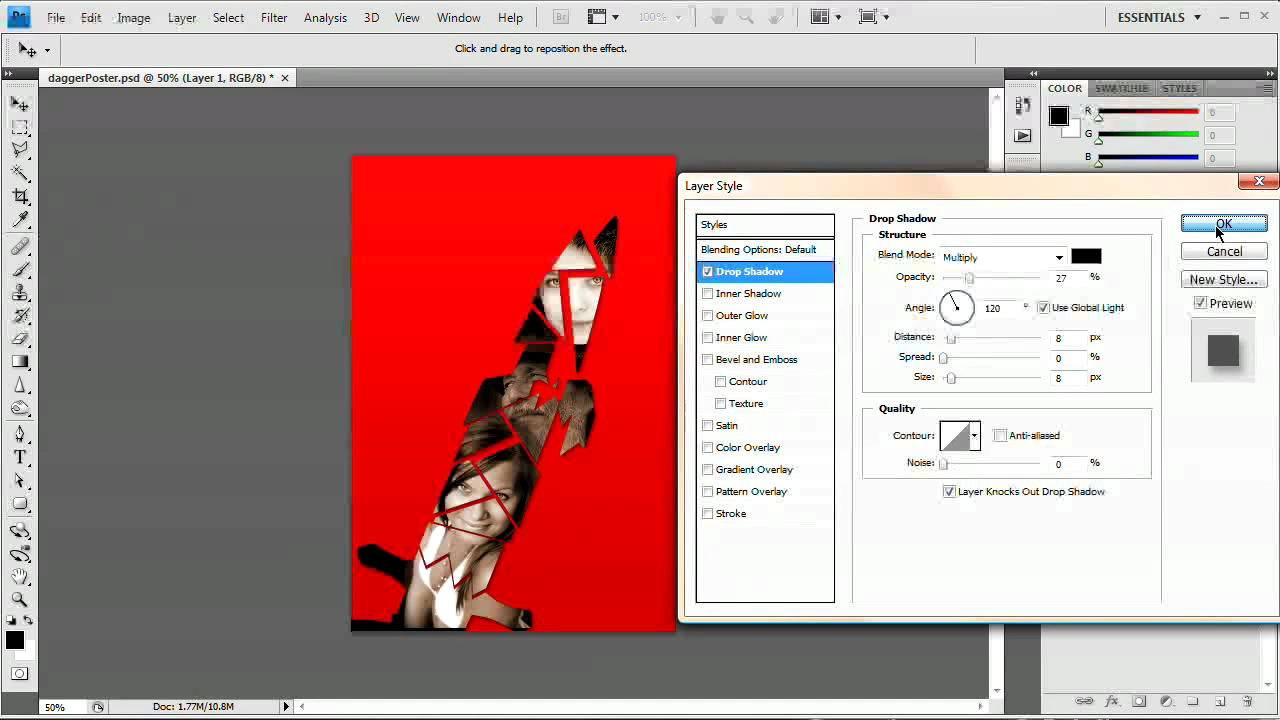 Ps File Edit Image Layer Select Filter Analysis 3D View Window Help Br 100% ESSENTIALS
Click and drag to reposition the effect.
daggerPoster.psd @ 50% (Layer 1, RGB/8) *
COLOR SWATCHES STYLES
R 0
G 0
B 0
Layer Style
Styles
Blending Options: Default
Drop Shadow
Inner Shadow
Outer Glow
Inner Glow
Bevel and Emboss
Contour
Texture
Satin
Color Overlay
Gradient Overlay
Pattern Overlay
Stroke
Drop Shadow
Structure
Blend Mode: Multiply
Opacity: 27 %
Angle: 120 ° Use Global Light
Distance: 8 px
Spread: 0 %
Size: 8 px
Quality
Contour: Anti-aliased
Noise: 0 %
Layer Knocks Out Drop Shadow
OK
Cancel
New Style...
Preview
T
50% Doc: 1.77M/10.8M
fx